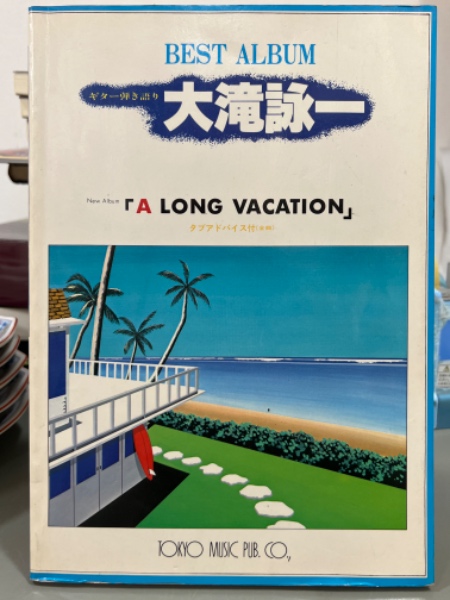 BEST ALBUM
ギター弾き語り
大滝詠一
New Album「A LONG VACATION」
タブアドバイス付
TOKYO MUSIC PUB. CO,